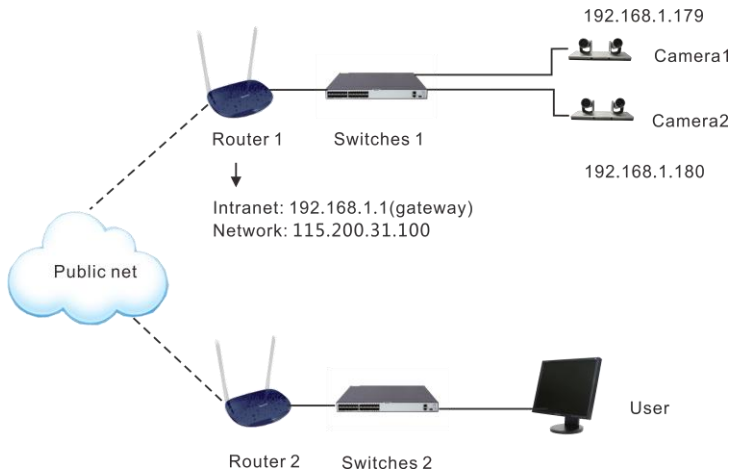 192.168.1.179
Camera1
Camera2
Router 1
Switches 1
192.168.1.180
Intranet: 192.168.1.1(gateway)
Network: 115.200.31.100
Public net
User
Router 2
Switches 2